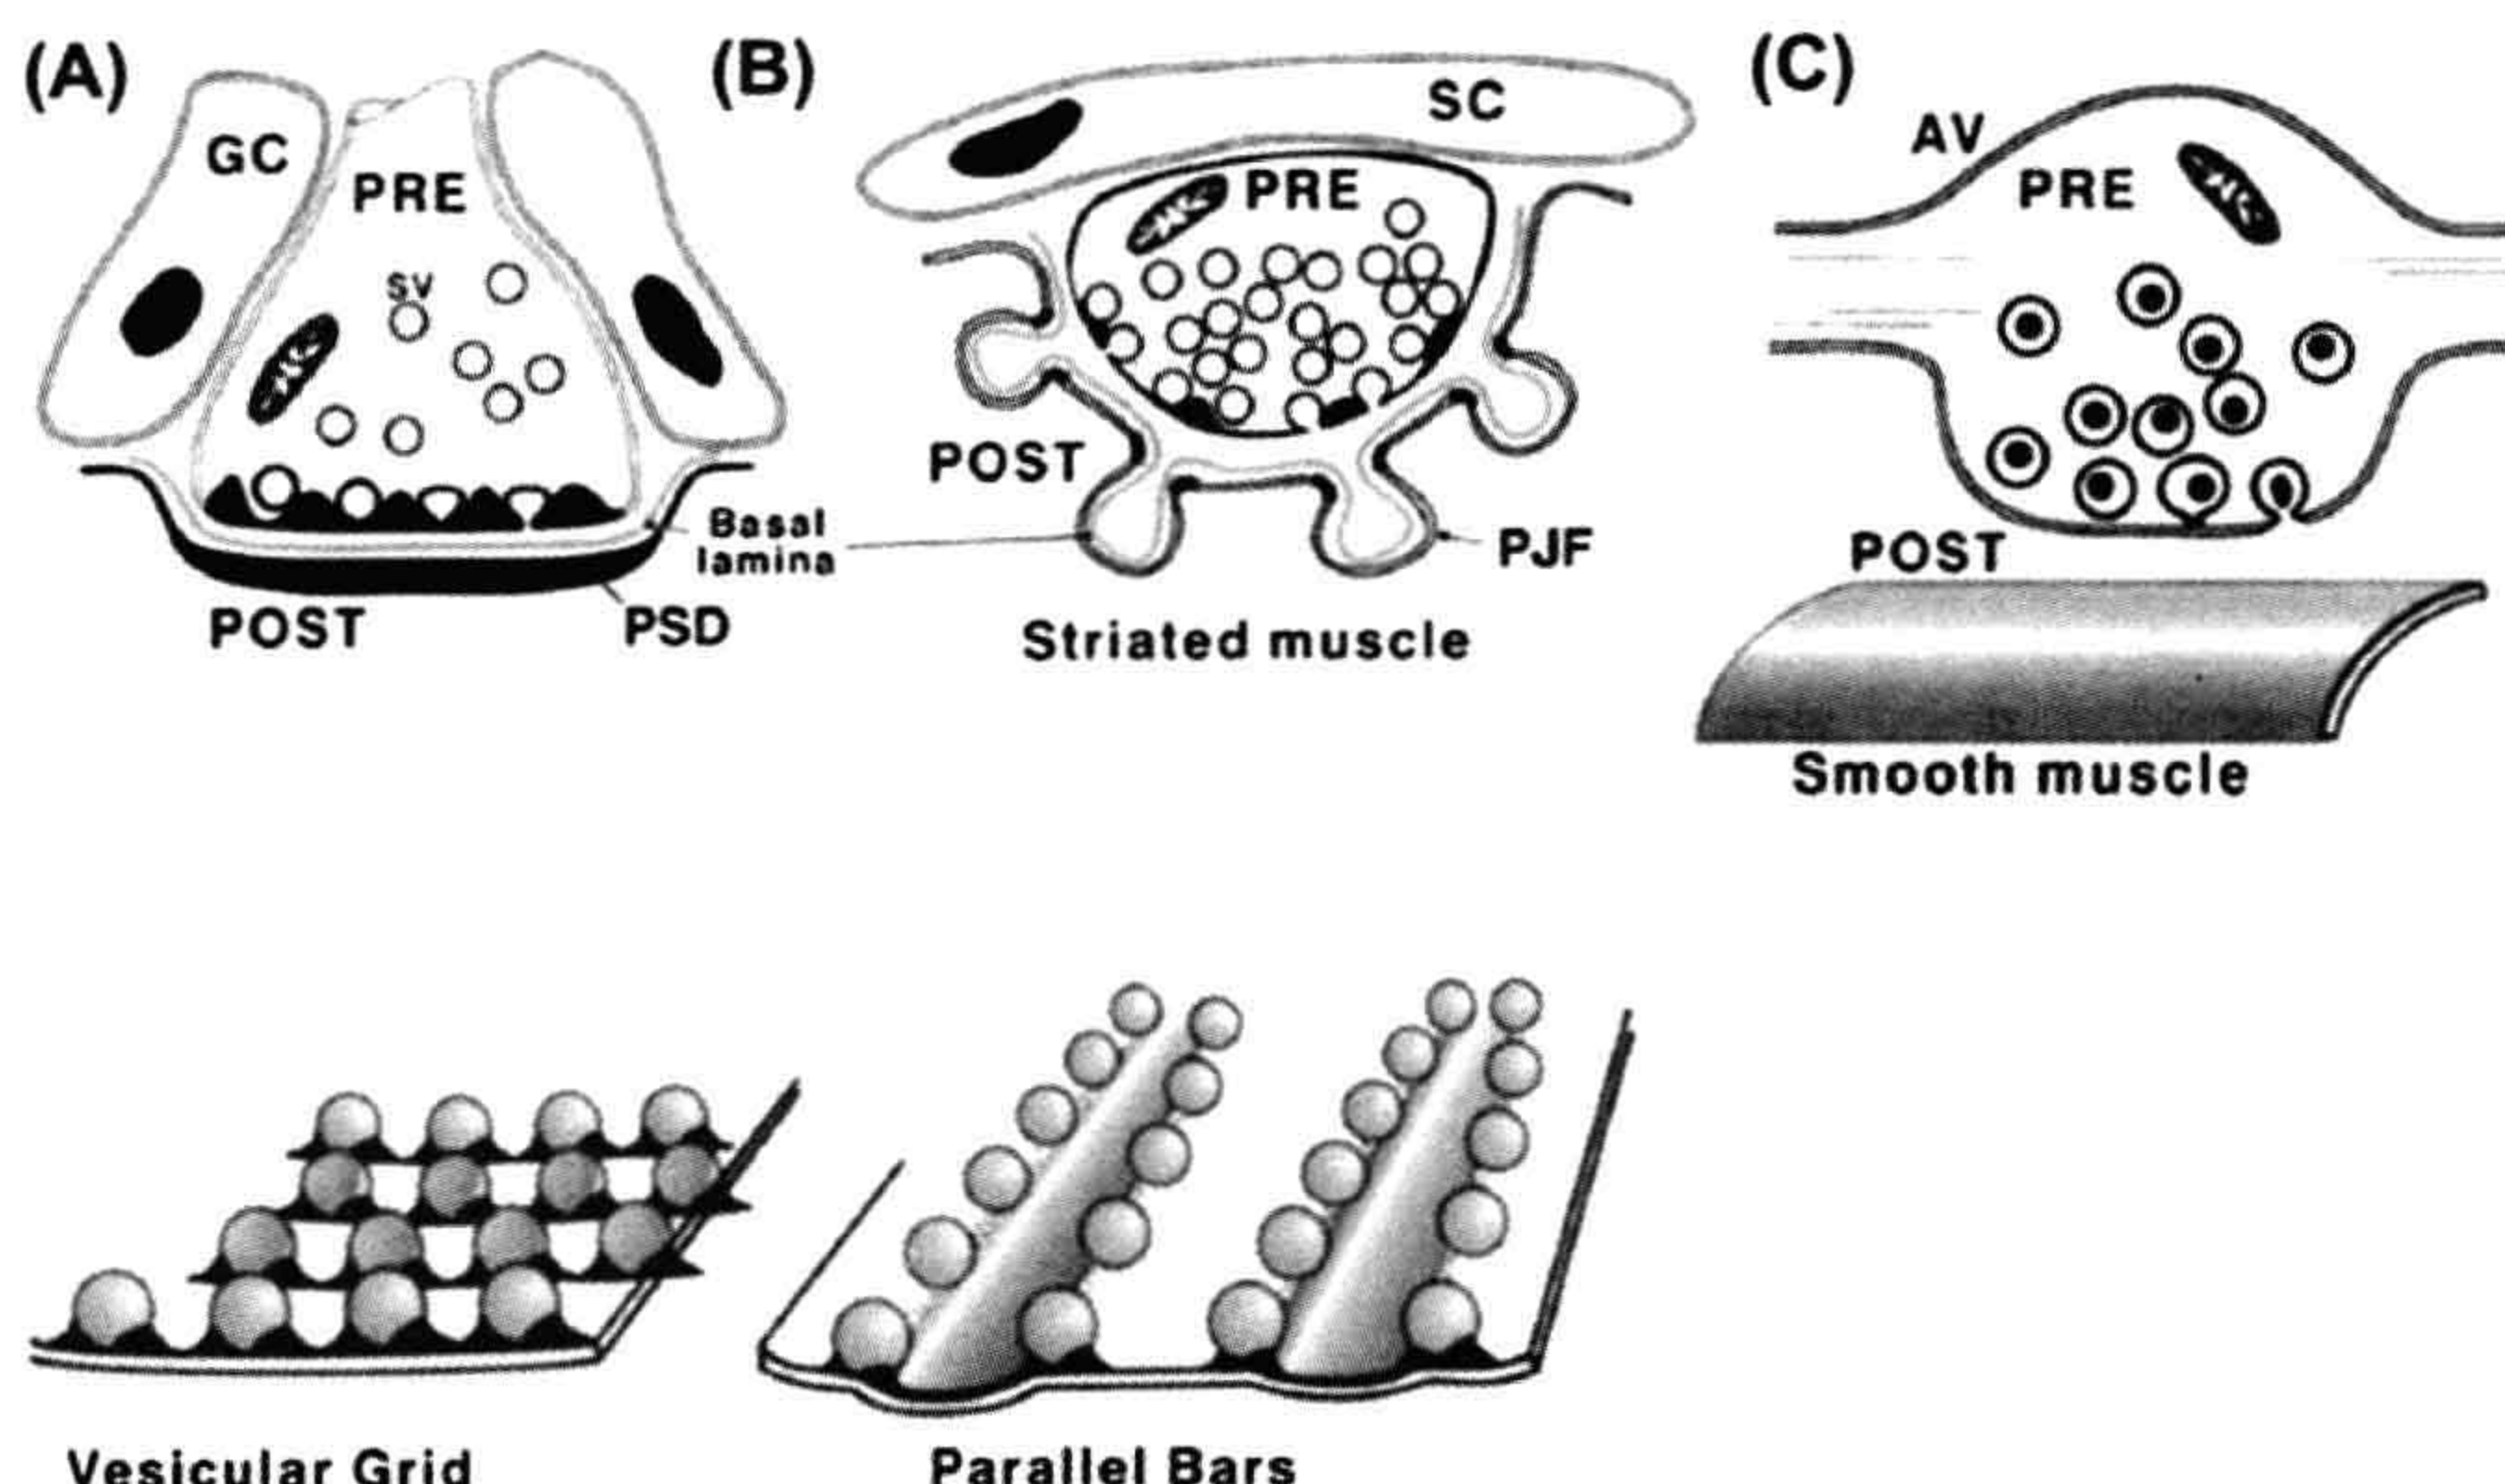 (A)
GC
PRE
SV
POST
PSD
Basal
lamina
(B)
SC
PRE
POST
PJF
Striated muscle
(C)
AV
PRE
POST
Smooth muscle
Vesicular Grid
Parallel Bars